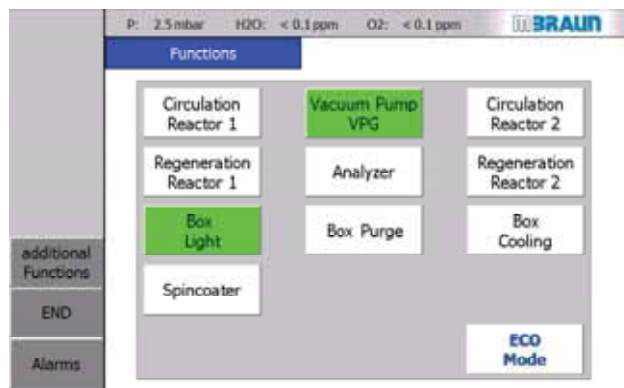 P: 2.5 mbar H2O: < 0.1 ppm O2: < 0.1 ppm mBRAUN
Functions
Circulation Reactor 1
Vacuum Pump VPG
Circulation Reactor 2
Regeneration Reactor 1
Analyzer
Regeneration Reactor 2
Box Light
Box Purge
Box Cooling
Spincoater
ECO Mode
additional Functions
END
Alarms